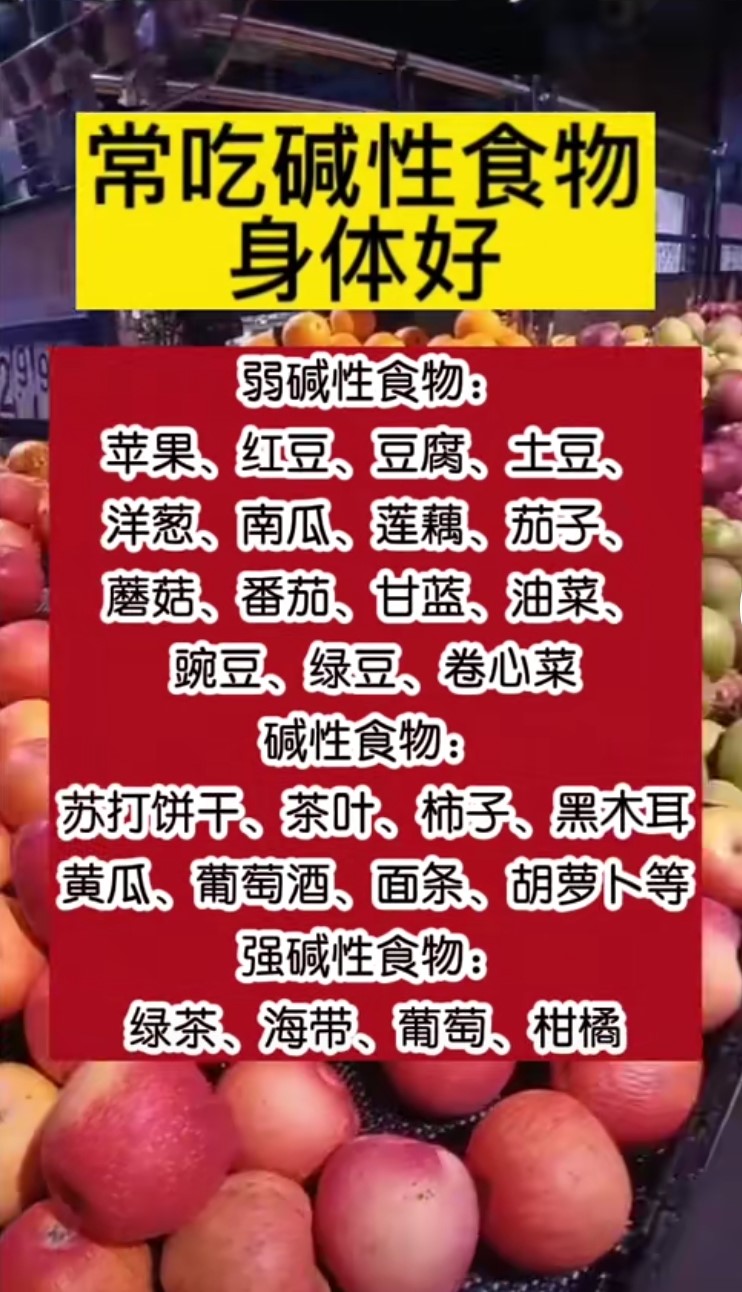 常吃碱性食物
身体好
299
弱碱性食物：
苹果、红豆、豆腐、土豆、
洋葱、南瓜、莲藕、茄子、
蘑菇、番茄、甘蓝、油菜、
豌豆、绿豆、卷心菜
碱性食物：
苏打饼干、茶叶、柿子、黑木耳
黄瓜、葡萄酒、面条、胡萝卜等
强碱性食物：
绿茶、海带、葡萄、柑橘